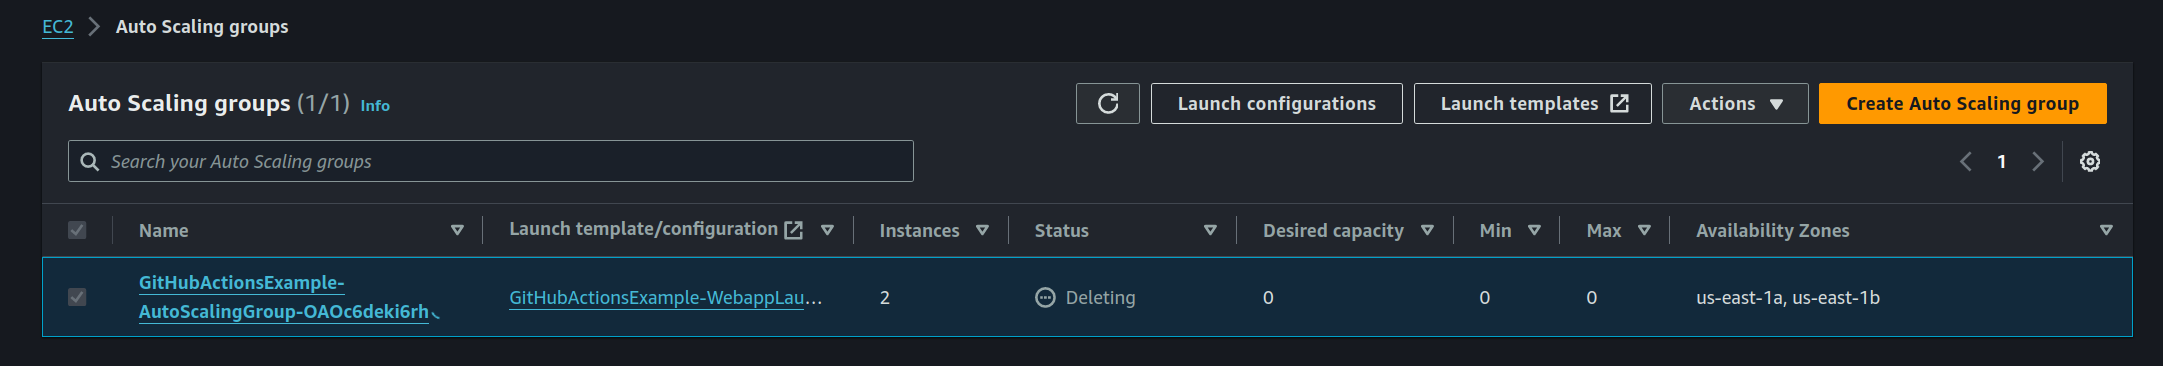 EC2 > Auto Scaling groups
Auto Scaling groups (1/1) Info
Launch configurations
Launch templates
Actions
Create Auto Scaling group
Search your Auto Scaling groups
1
Name Launch template/configuration Instances Status Desired capacity Min Max Availability Zones
GitHubActionsExample-
AutoScalingGroup-OAOc6deki6rh
GitHubActionsExample-WebappLau... 2 Deleting 0 0 0 us-east-1a, us-east-1b